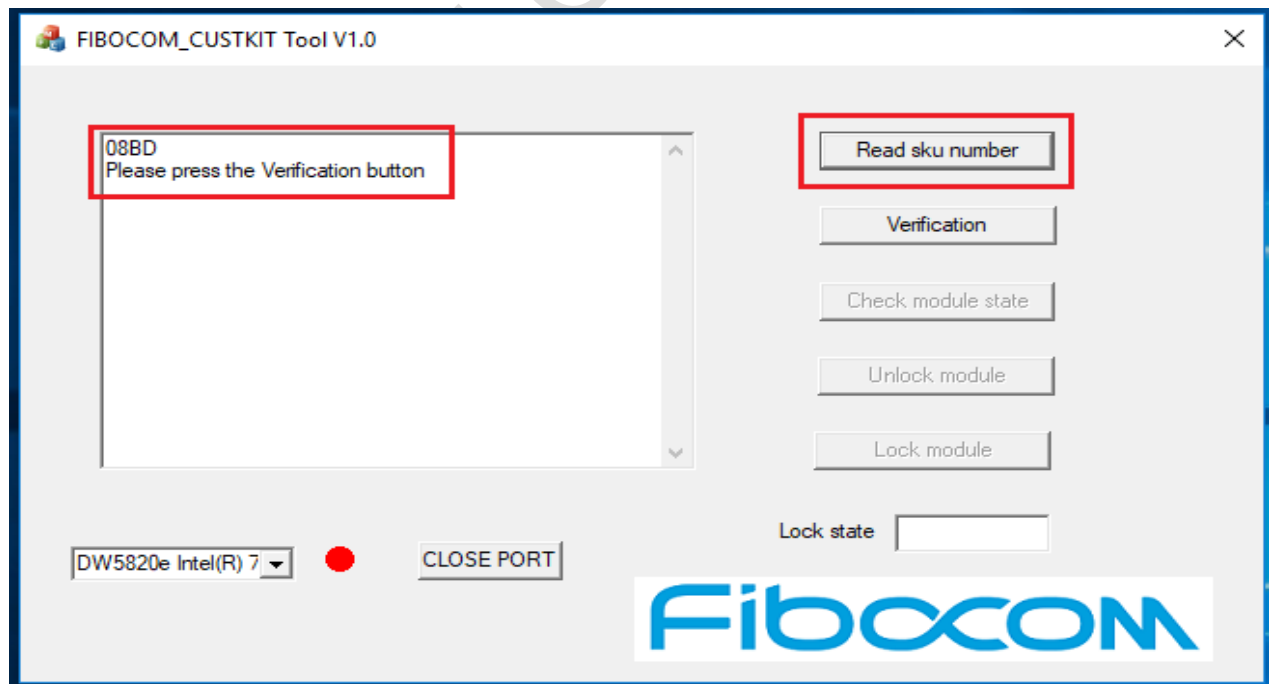 FIBOCOM_CUSTKIT Tool V1.0
08BD
Please press the Verification button
Read sku number
Verification
Check module state
Unlock module
Lock module
Lock state
DW5820e Intel(R) 7
CLOSE PORT
Fibocom